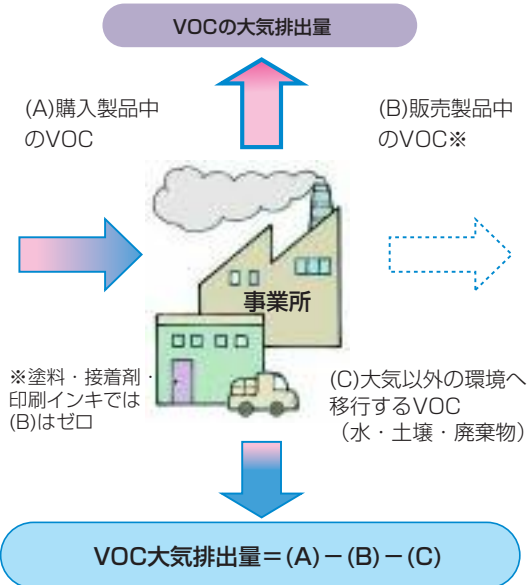 VOCの大気排出量
(A)購入製品中
のVOC
(B)販売製品中
のVOC※
事業所
※塗料・接着剤・
印刷インキでは
(B)はゼロ
(C)大気以外の環境へ
移行するVOC
（水・土壌・廃棄物）
VOC大気排出量＝(A)－(B)－(C)